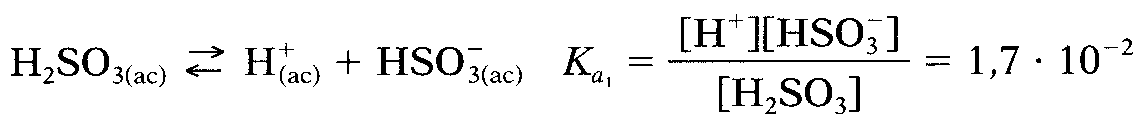 H₂SO₃(ac) ⇄ H⁺(ac) + HSO₃⁻(ac) Kₐ₁ = [H⁺][HSO₃⁻] / [H₂SO₃] = 1,7 · 10⁻²